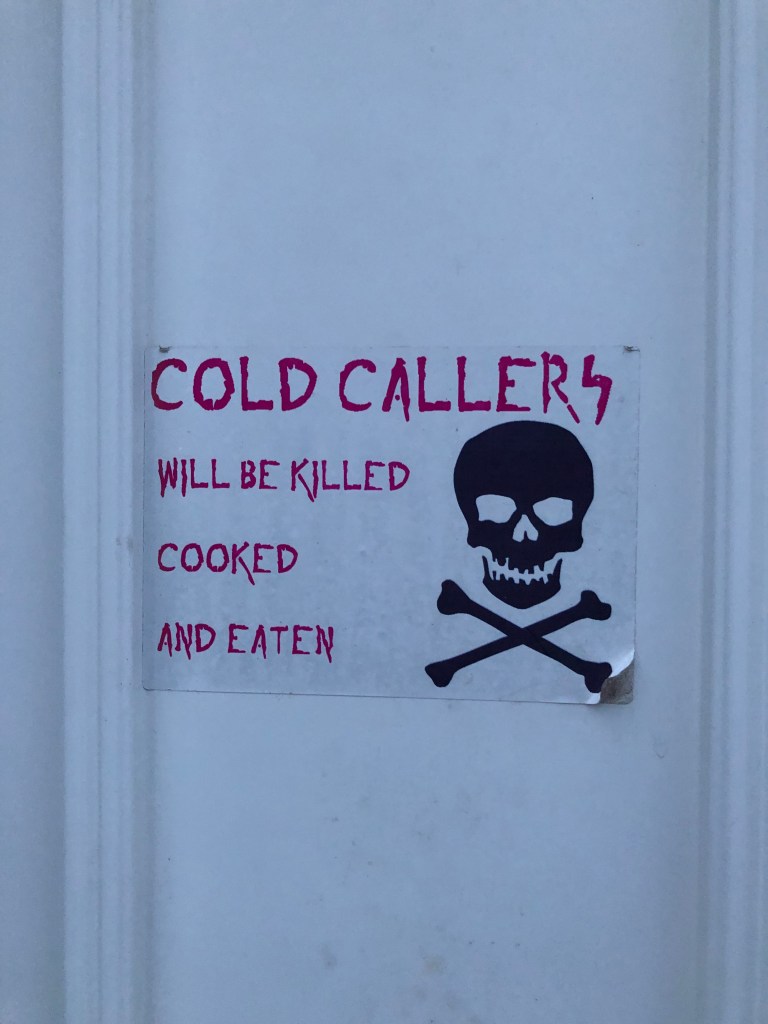 COLD CALLERS
WILL BE KILLED
COOKED
AND EATEN